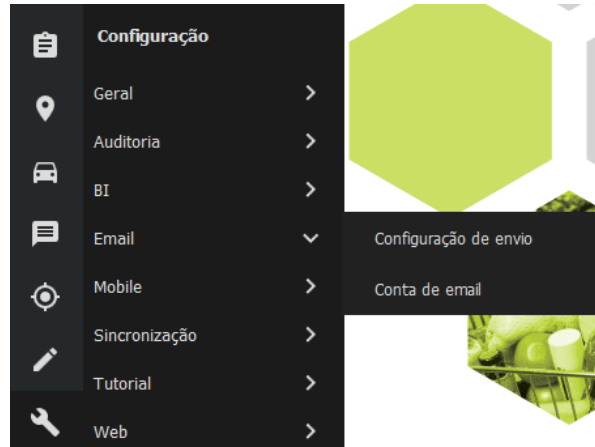 Configuração
Geral
Auditoria
BI
Email
Configuração de envio
Mobile
Conta de email
Sincronização
Tutorial
Web